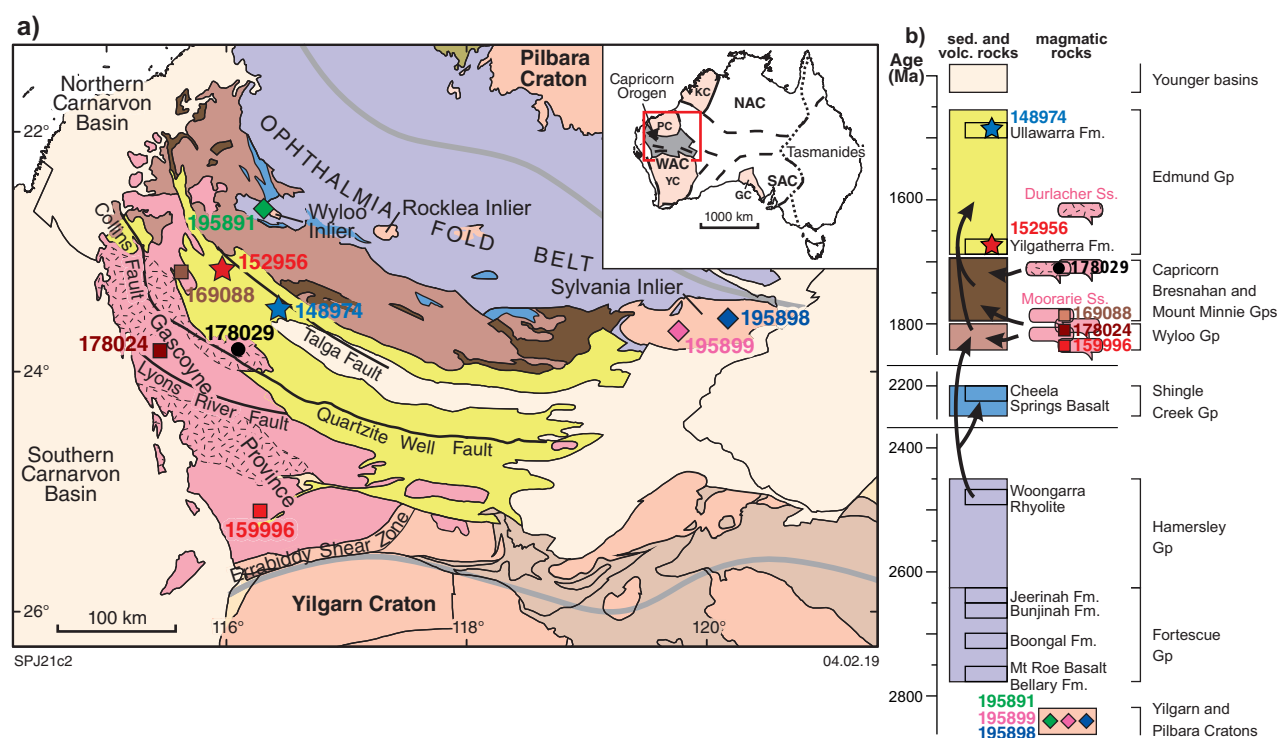 a)
Northern
Carnarvon
Basin
Pilbara
Craton
22°
24°
26°
116°
118°
120°
OPHTHALMIA
FOLD
BELT
Wyloo
Inlier
Rocklea Inlier
Sylvania Inlier
Collins Fault
195891
152956
169088
148974
178029
178024
195898
195899
159996
Talga Fault
Gascoyne
Province
Lyons River Fault
Quartzite Well Fault
Southern
Carnarvon
Basin
Errabiddy Shear Zone
Yilgarn Craton
100 km
SPJ21c2
04.02.19
Capricorn
Orogen
KC
NAC
PC
WAC
YC
GC
SAC
Tasmanides
1000 km
b)
sed. and
volc. rocks
magmatic
rocks
Age
(Ma)
1600
1800
2200
2400
2600
2800
Younger basins
148974
Ullawarra Fm.
Edmund Gp
Durlacher Ss.
152956
Yilgatherra Fm.
178029
Capricorn
Bresnahan and
Mount Minnie Gps
Moorarie Ss.
169088
178024
159996
Wyloo Gp
Cheela
Springs Basalt
Shingle
Creek Gp
Woongarra
Rhyolite
Hamersley
Gp
Jeerinah Fm.
Bunjinah Fm.
Boongal Fm.
Fortescue
Gp
Mt Roe Basalt
Bellary Fm.
195891
195899
195898
Yilgarn and
Pilbara Cratons